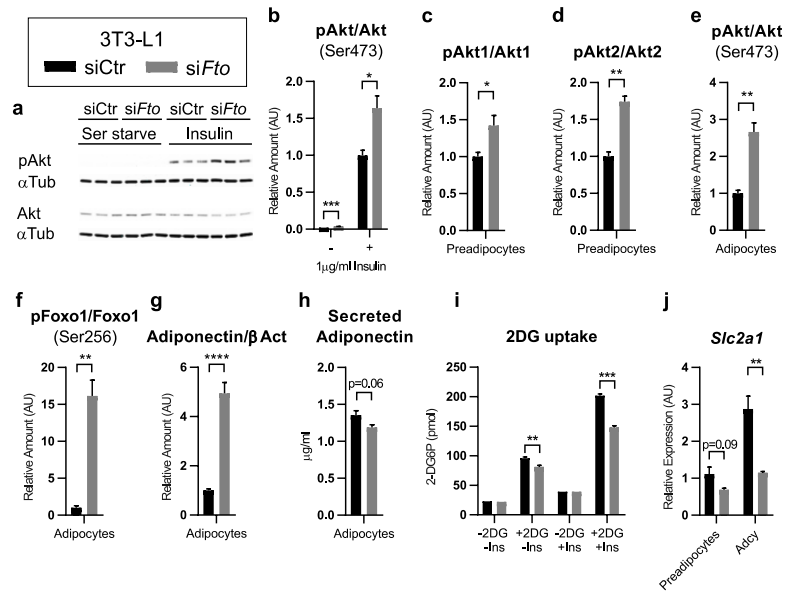 3T3-L1
siCtr siFto
a
siCtr siFto siCtr siFto
Ser starve Insulin
pAkt
αTub
Akt
αTub
b
pAkt/Akt
(Ser473)
Relative Amount (AU)
2.0
1.5
1.0
0.5
0.0
*
***
- +
1µg/ml Insulin
c
pAkt1/Akt1
Relative Amount (AU)
2.0
1.5
1.0
0.5
0.0
*
Preadipocytes
d
pAkt2/Akt2
Relative Amount (AU)
2.0
1.5
1.0
0.5
0.0
**
Preadipocytes
e
pAkt/Akt
(Ser473)
Relative Amount (AU)
4
3
2
1
0
**
Adipocytes
f
pFoxo1/Foxo1
(Ser256)
Relative Amount (AU)
20
15
10
5
0
**
Adipocytes
g
Adiponectin/β Act
Relative Amount (AU)
6
4
2
0
****
Adipocytes
h
Secreted
Adiponectin
µg/ml
2.0
1.5
1.0
0.5
0.0
p=0.06
Adipocytes
i
2DG uptake
2-DG6P (pmol)
250
200
150
100
50
0
**
***
-2DG +2DG -2DG +2DG
-Ins -Ins +Ins +Ins
j
Slc2a1
Relative Expression (AU)
4
3
2
1
0
p=0.09
**
Preadipocytes
Adcy